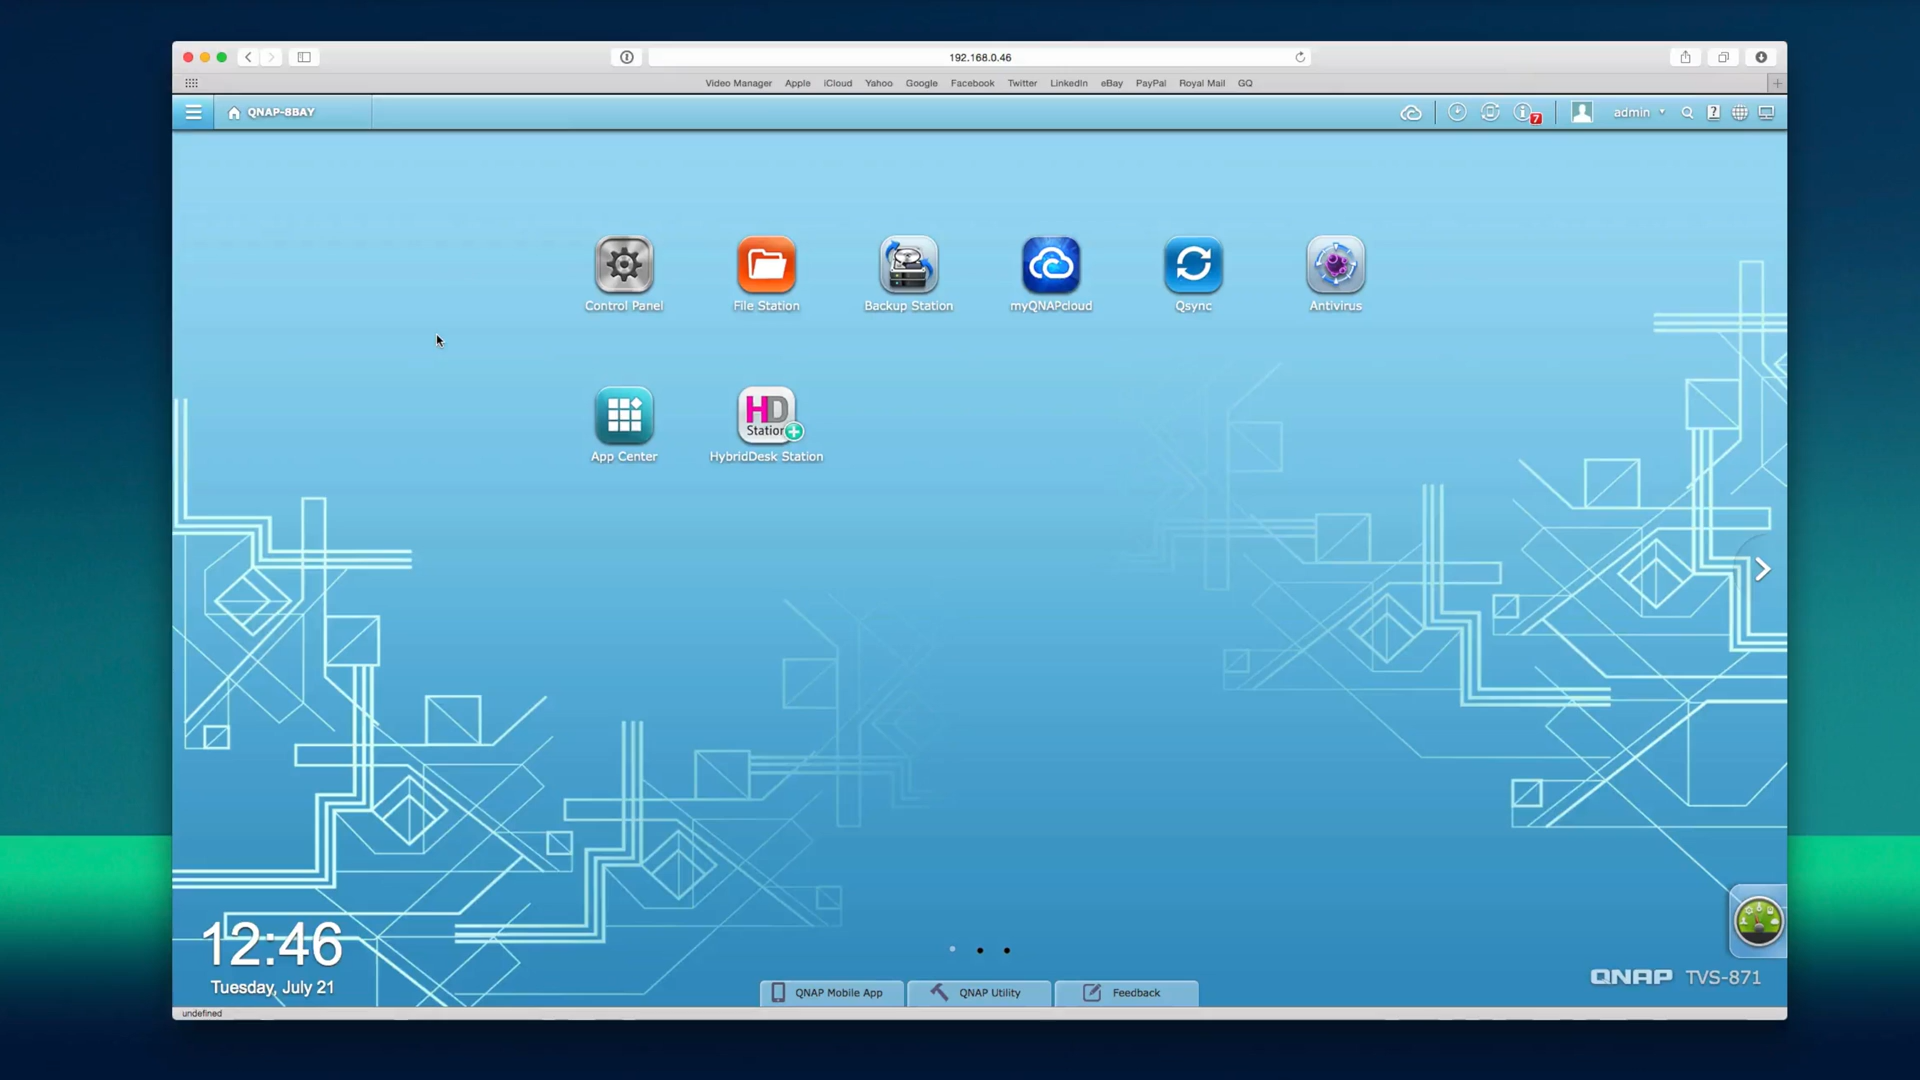 192.168.0.46
Video Manager Apple iCloud Yahoo Google Facebook Twitter LinkedIn eBay PayPal Royal Mail GQ
QNAP-8BAY
7
admin
?
Control Panel
File Station
Backup Station
myQNAPcloud
Qsync
Antivirus
HD
Station
App Center
HybridDesk Station
12:46
Tuesday, July 21
QNAP TVS-871
QNAP Mobile App
QNAP Utility
Feedback
undefined